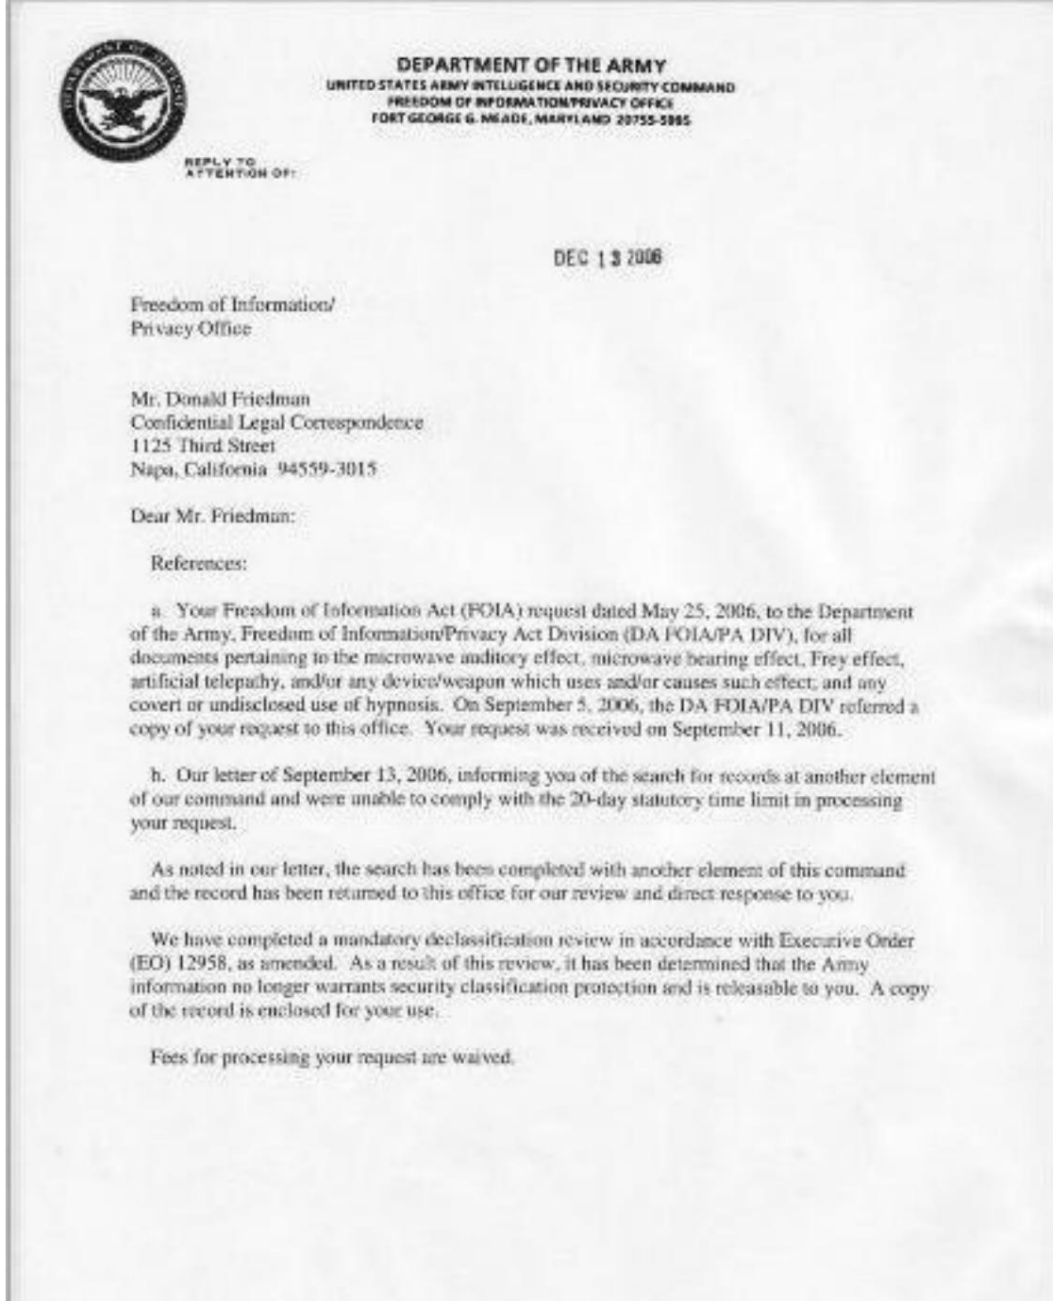 DEPARTMENT OF THE ARMY
UNITED STATES ARMY INTELLIGENCE AND SECURITY COMMAND
FREEDOM OF INFORMATION/PRIVACY OFFICE
FORT GEORGE G. MEADE, MARYLAND 20755-5995
REPLY TO
ATTENTION OF:
DEC 13 2006
Freedom of Information/
Privacy Office
Mr. Donald Friedman
Confidential Legal Correspondence
1125 Third Street
Napa, California 94559-3015
Dear Mr. Friedman:
References:
a. Your Freedom of Information Act (FOIA) request dated May 25, 2006, to the Department
of the Army, Freedom of Information/Privacy Act Division (DA FOIA/PA DIV), for all
documents pertaining to the microwave auditory effect, microwave hearing effect, Frey effect,
artificial telepathy, and/or any device/weapon which uses and/or causes such effect; and any
covert or undisclosed use of hypnosis. On September 5, 2006, the DA FOIA/PA DIV referred a
copy of your request to this office. Your request was received on September 11, 2006.
b. Our letter of September 13, 2006, informing you of the search for records at another element
of our command and were unable to comply with the 20-day statutory time limit in processing
your request.
As noted in our letter, the search has been completed with another element of this command
and the record has been returned to this office for our review and direct response to you.
We have completed a mandatory declassification review in accordance with Executive Order
(EO) 12958, as amended. As a result of this review, it has been determined that the Army
information no longer warrants security classification protection and is releasable to you. A copy
of the record is enclosed for your use.
Fees for processing your request are waived.